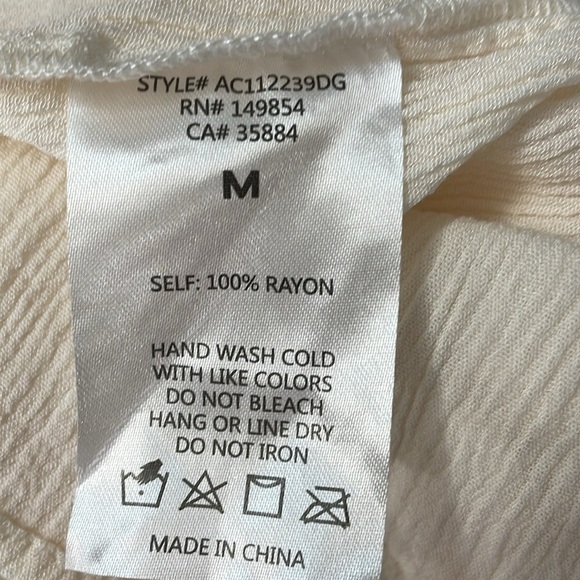 STYLE# AC112239DG
RN# 149854
CA# 35884
M
SELF: 100% RAYON
HAND WASH COLD
WITH LIKE COLORS
DO NOT BLEACH
HANG OR LINE DRY
DO NOT IRON
MADE IN CHINA